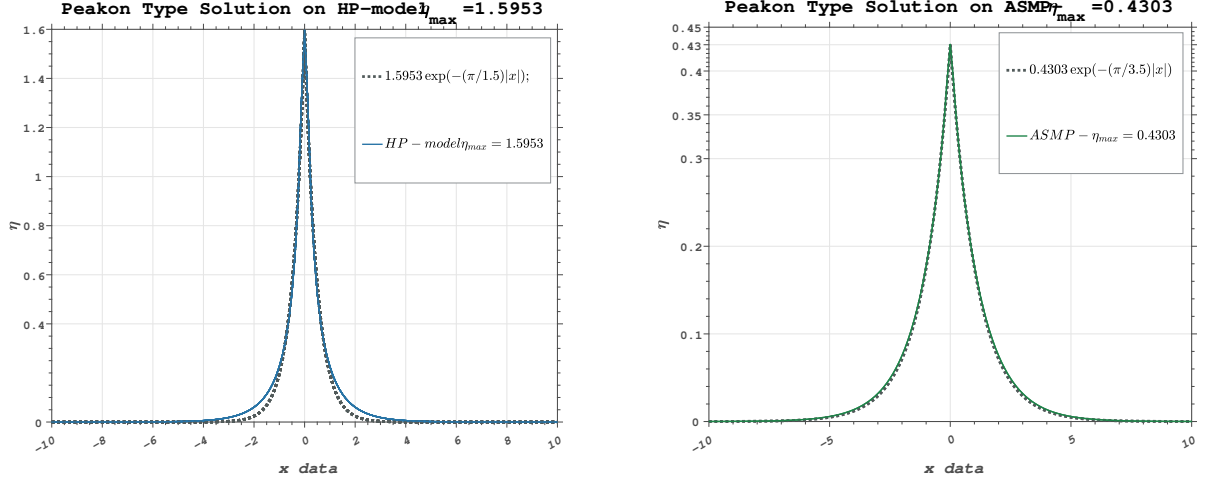 Peakon Type Solution on HP-model η_max =1.5953
1.6
1.4
1.2
1
0.8
0.6
0.4
0
η
1.5953 exp(−(π/1.5)|x|);
HP − modelη_max = 1.5953
-10 -8 -6 -4 -2 0 2 4 6 8 10
x data
Peakon Type Solution on ASMP- η_max =0.4303
0.45
0.43
0.4
0.35
0.3
0.2
0.1
0
η
0.4303 exp(−(π/3.5)|x|)
ASMP − η_max = 0.4303
-10 -5 0 5 10
x data